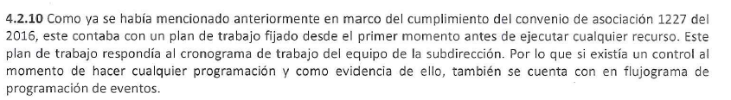 4.2.10 Como ya se había mencionado anteriormente en marco del cumplimiento del convenio de asociación 1227 del
2016, este contaba con un plan de trabajo fijado desde el primer momento antes de ejecutar cualquier recurso. Este
plan de trabajo respondía al cronograma de trabajo del equipo de la subdirección. Por lo que si existía un control al
momento de hacer cualquier programación y como evidencia de ello, también se cuenta con en flujograma de
programación de eventos.